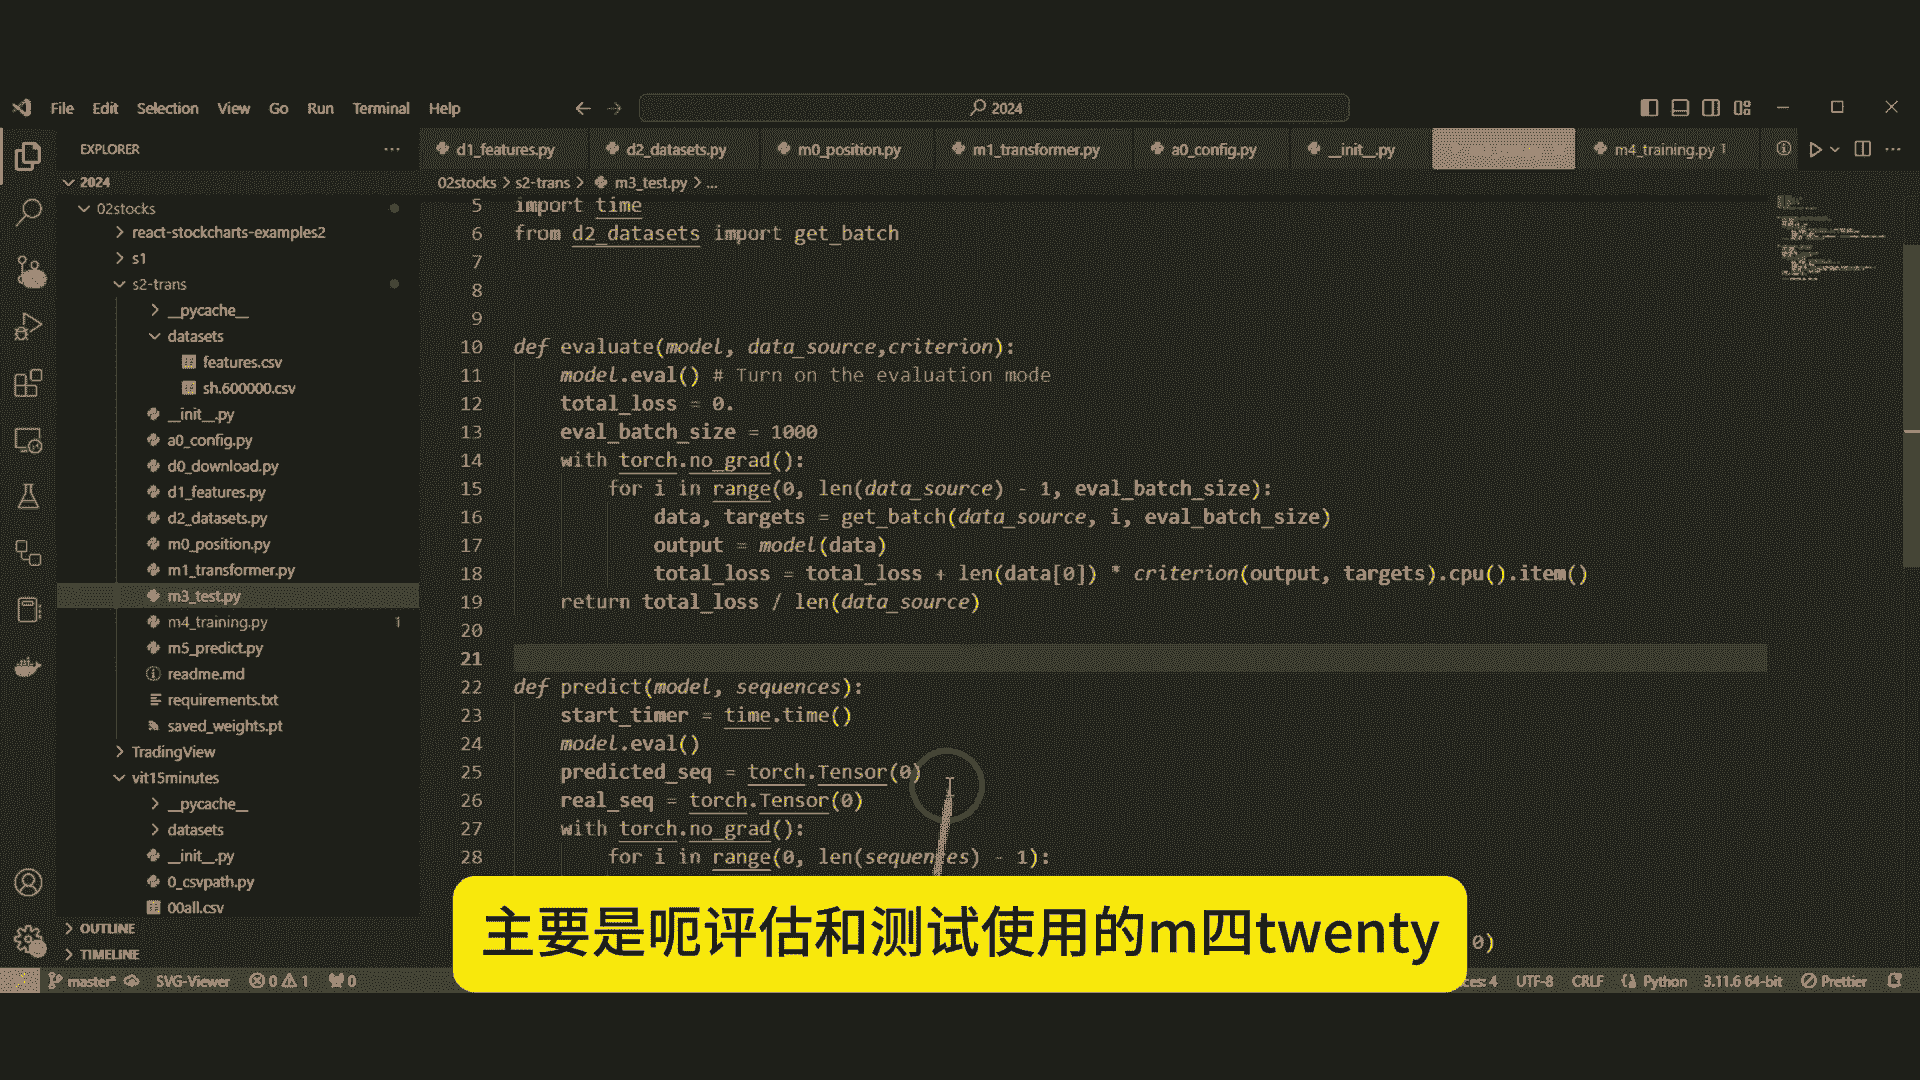 File Edit Selection View Go Run Terminal Help
2024
EXPLORER
d1_features.py
d2_datasets.py
m0_position.py
m1_transformer.py
a0_config.py
__init__.py
m4_training.py 1
2024
02stocks > s2-trans > m3_test.py > ...
02stocks
react-stockcharts-examples2
s1
s2-trans
__pycache__
datasets
features.csv
sh.600000.csv
__init__.py
a0_config.py
d0_download.py
d1_features.py
d2_datasets.py
m0_position.py
m1_transformer.py
m3_test.py
m4_training.py 1
m5_predict.py
readme.md
requirements.txt
saved_weights.pt
TradingView
vit15minutes
__pycache__
datasets
__init__.py
0_csvpath.py
00all.csv
OUTLINE
TIMELINE
5 import time
6 from d2_datasets import get_batch
7
8
9
10 def evaluate(model, data_source,criterion):
11 model.eval() # Turn on the evaluation mode
12 total_loss = 0.
13 eval_batch_size = 1000
14 with torch.no_grad():
15 for i in range(0, len(data_source) - 1, eval_batch_size):
16 data, targets = get_batch(data_source, i, eval_batch_size)
17 output = model(data)
18 total_loss = total_loss + len(data[0]) * criterion(output, targets).cpu().item()
19 return total_loss / len(data_source)
20
21
22 def predict(model, sequences):
23 start_timer = time.time()
24 model.eval()
25 predicted_seq = torch.Tensor(0)
26 real_seq = torch.Tensor(0)
27 with torch.no_grad():
28 for i in range(0, len(sequences) - 1):
0)
主要是呃评估和测试使用的m四twenty
master* SVG-Viewer 0 1 0 4 UTF-8 CRLF Python 3.11.6 64-bit Prettier